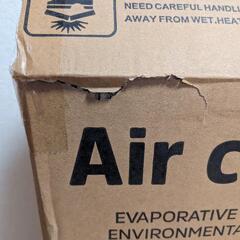 NEED CAREFUL HANDL
AWAY FROM WET.HEA
Air c
EVAPORATIVE
ENVIRONMENTA